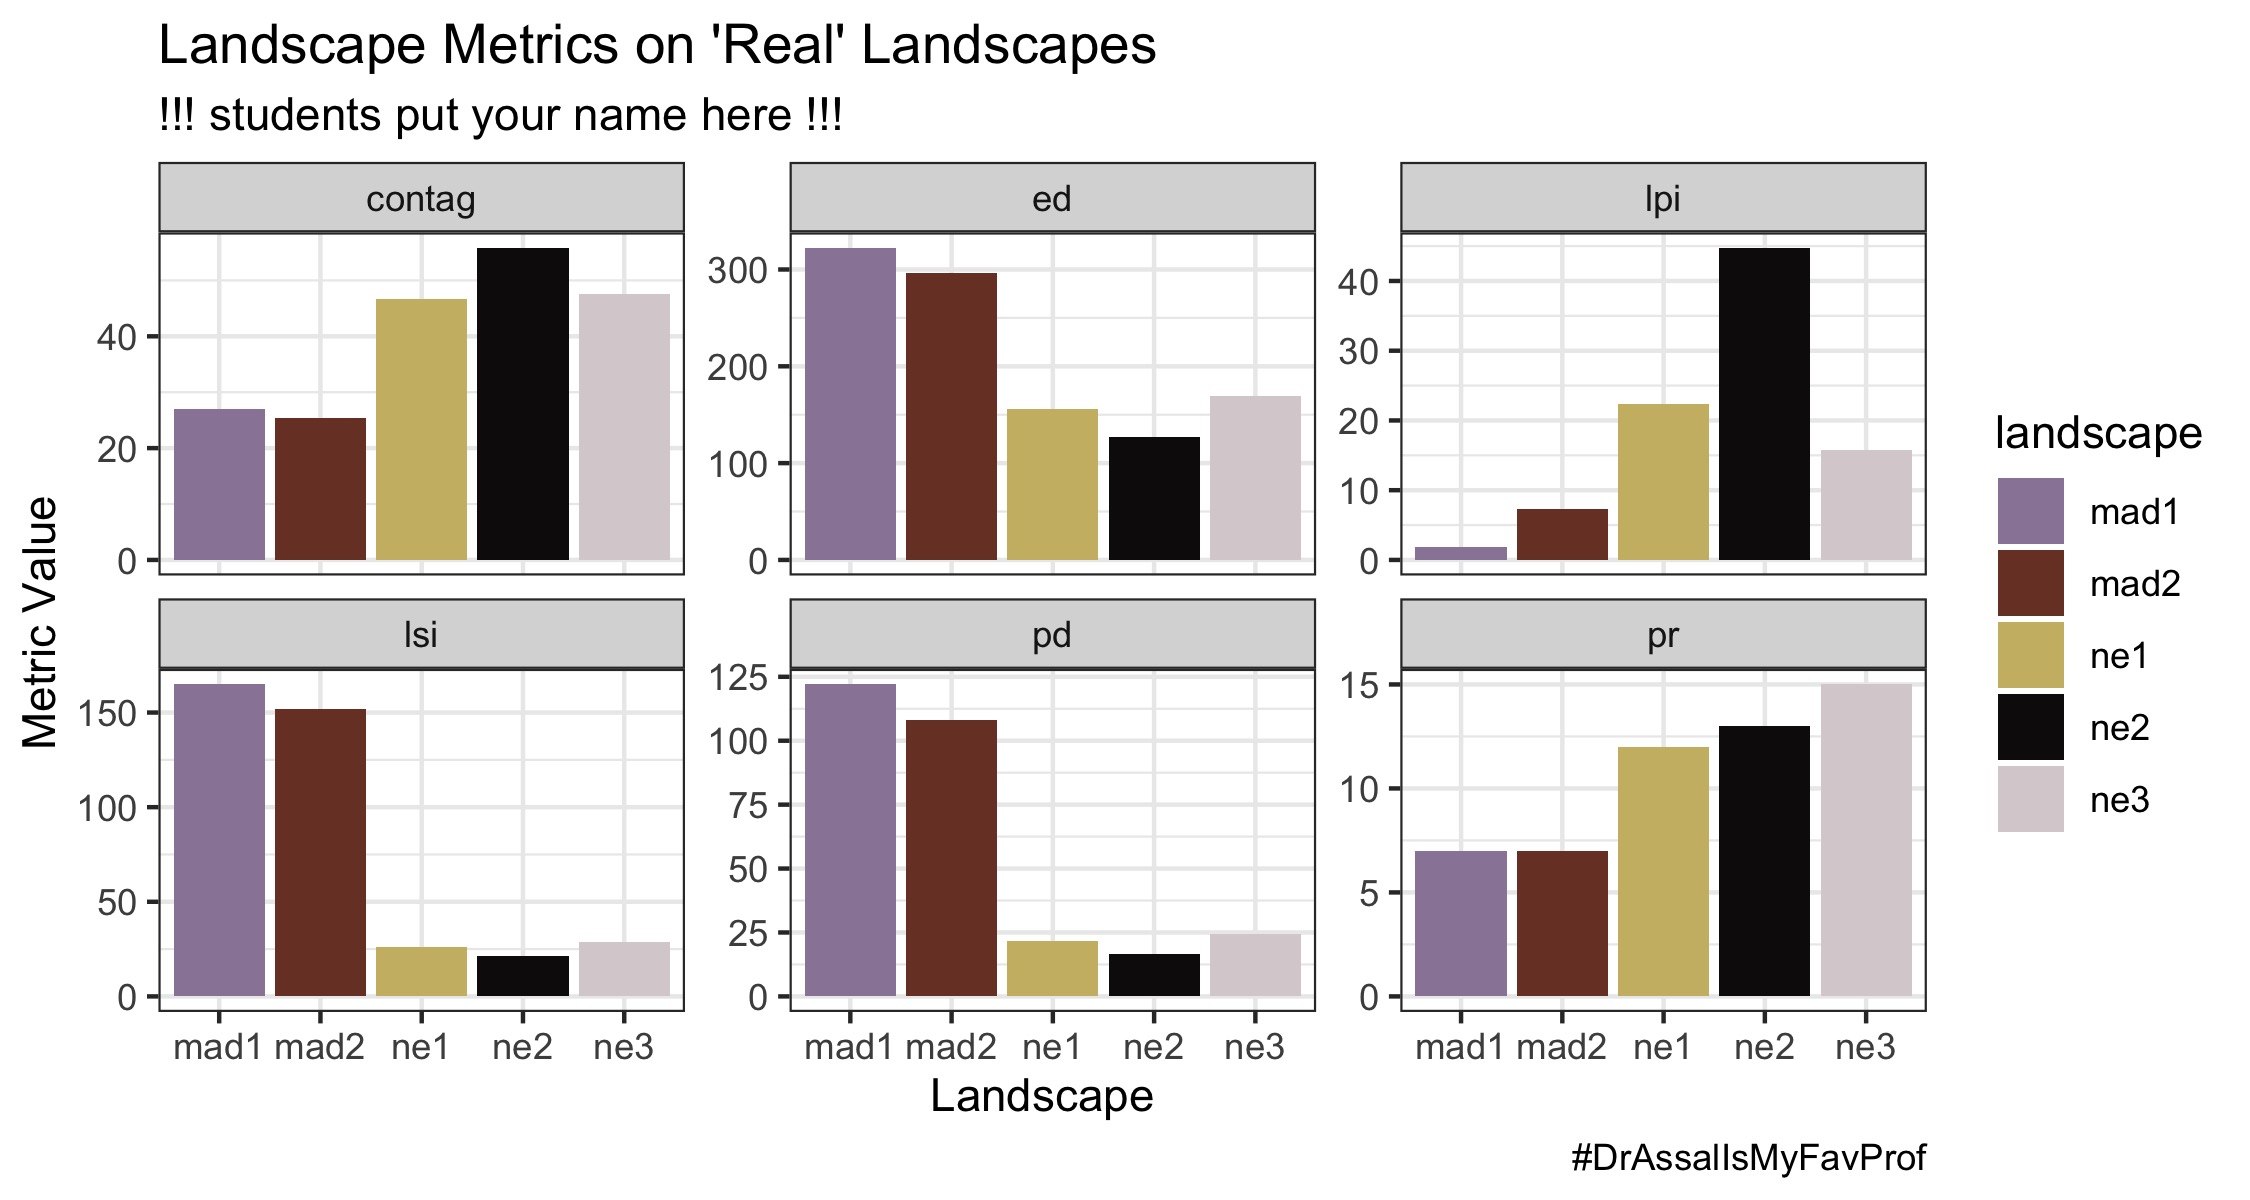 Landscape Metrics on 'Real' Landscapes
!!! students put your name here !!!
contag
ed
lpi
40
20
0
300
200
100
0
40
30
20
10
0
lsi
pd
pr
150
100
50
0
125
100
75
50
25
0
15
10
5
0
mad1 mad2 ne1 ne2 ne3
mad1 mad2 ne1 ne2 ne3
mad1 mad2 ne1 ne2 ne3
Metric Value
Landscape
landscape
mad1
mad2
ne1
ne2
ne3
#DrAssalIsMyFavProf